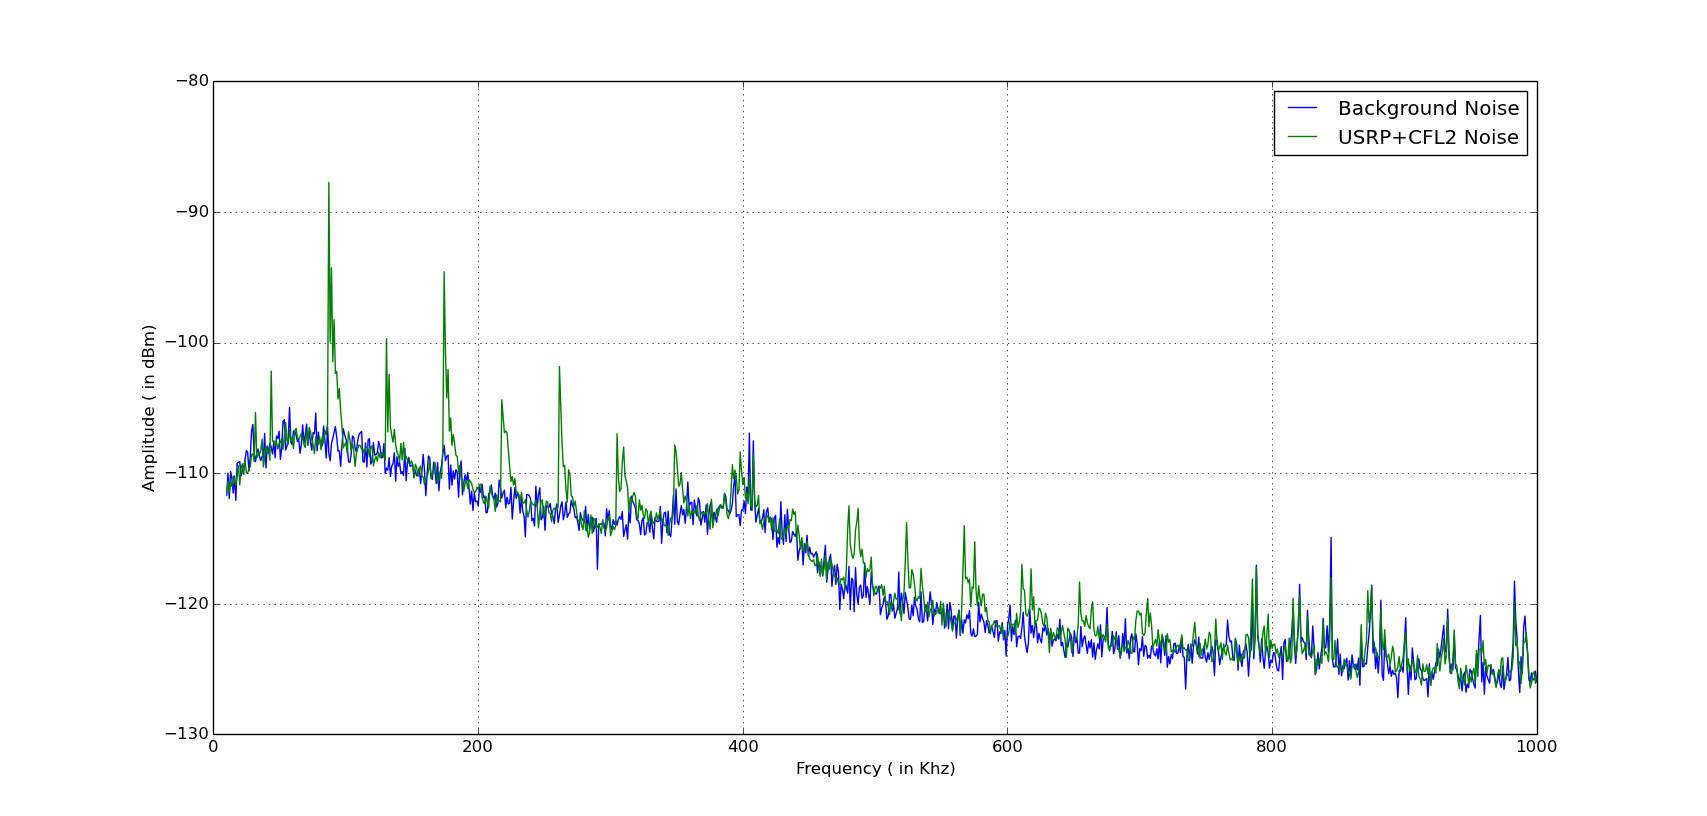 −80
−90
−100
−110
−120
−130
Amplitude ( in dBm)
Background Noise
USRP+CFL2 Noise
0 200 400 600 800 1000
Frequency ( in Khz)